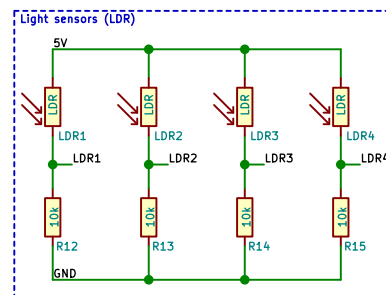 Light sensors (LDR)
5V
LDR LDR LDR LDR
LDR1 LDR2 LDR3 LDR4
LDR1 LDR2 LDR3 LDR4
10k 10k 10k 10k
R12 R13 R14 R15
GND